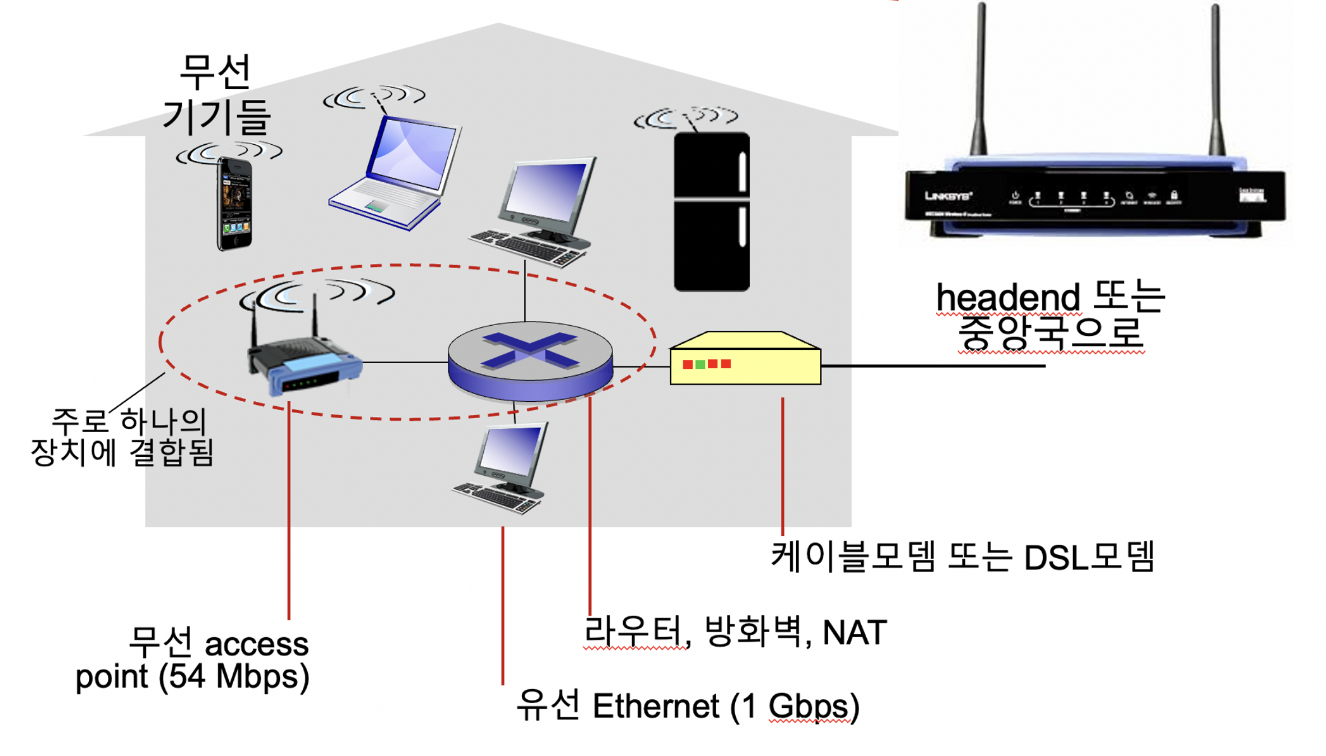 무선
기기들
LINKSYS
headend 또는
중앙국으로
주로 하나의
장치에 결합됨
케이블모뎀 또는 DSL모뎀
라우터, 방화벽, NAT
무선 access
point (54 Mbps)
유선 Ethernet (1 Gbps)